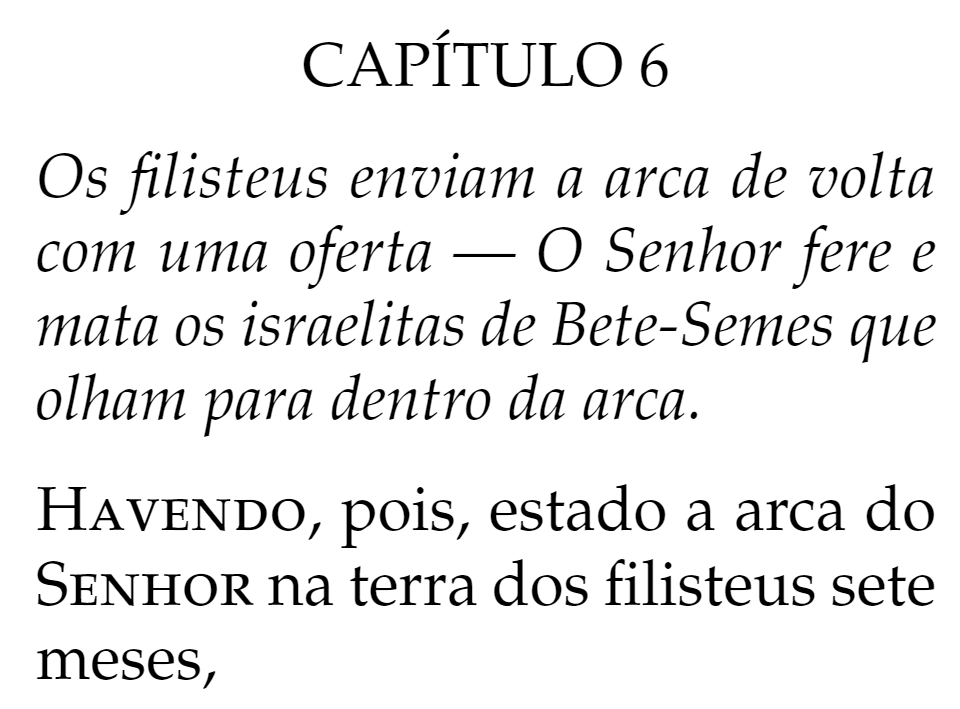 CAPÍTULO 6
Os filisteus enviam a arca de volta
com uma oferta — O Senhor fere e
mata os israelitas de Bete-Semes que
olham para dentro da arca.
HAVENDO, pois, estado a arca do
SENHOR na terra dos filisteus sete
meses,